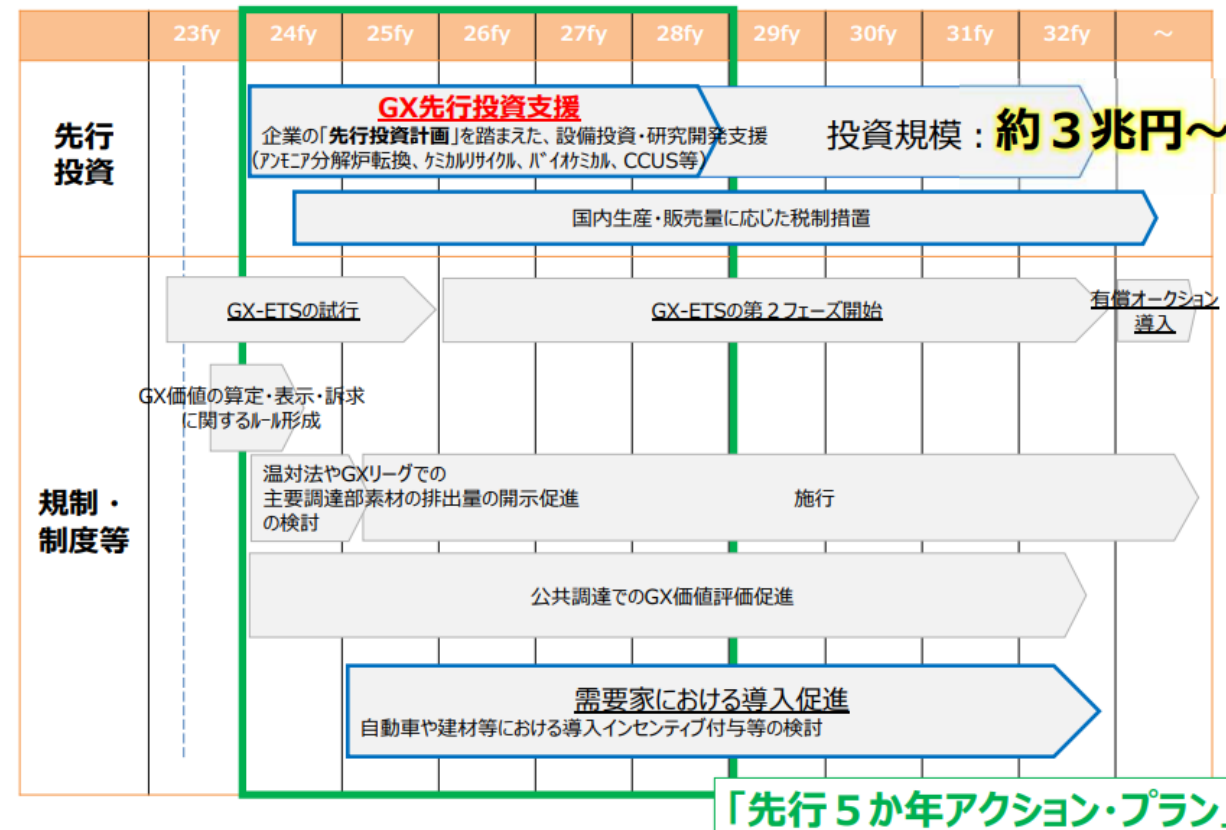 23fy 24fy 25fy 26fy 27fy 28fy 29fy 30fy 31fy 32fy ～
先行
投資
GX先行投資支援
企業の「先行投資計画」を踏まえた、設備投資・研究開発支援
（アンモニア分解炉転換、ケミカルリサイクル、バイオケミカル、CCUS等）
投資規模：約３兆円～
国内生産・販売量に応じた税制措置
規制・
制度等
GX-ETSの試行
GX-ETSの第２フェーズ開始
有償オークション
導入
GX価値の算定・表示・訴求
に関するルール形成
温対法やGXリーグでの
主要調達部素材の排出量の開示促進
の検討
施行
公共調達でのGX価値評価促進
需要家における導入促進
自動車や建材等における導入インセンティブ付与等の検討
「先行５か年アクション・プラン」